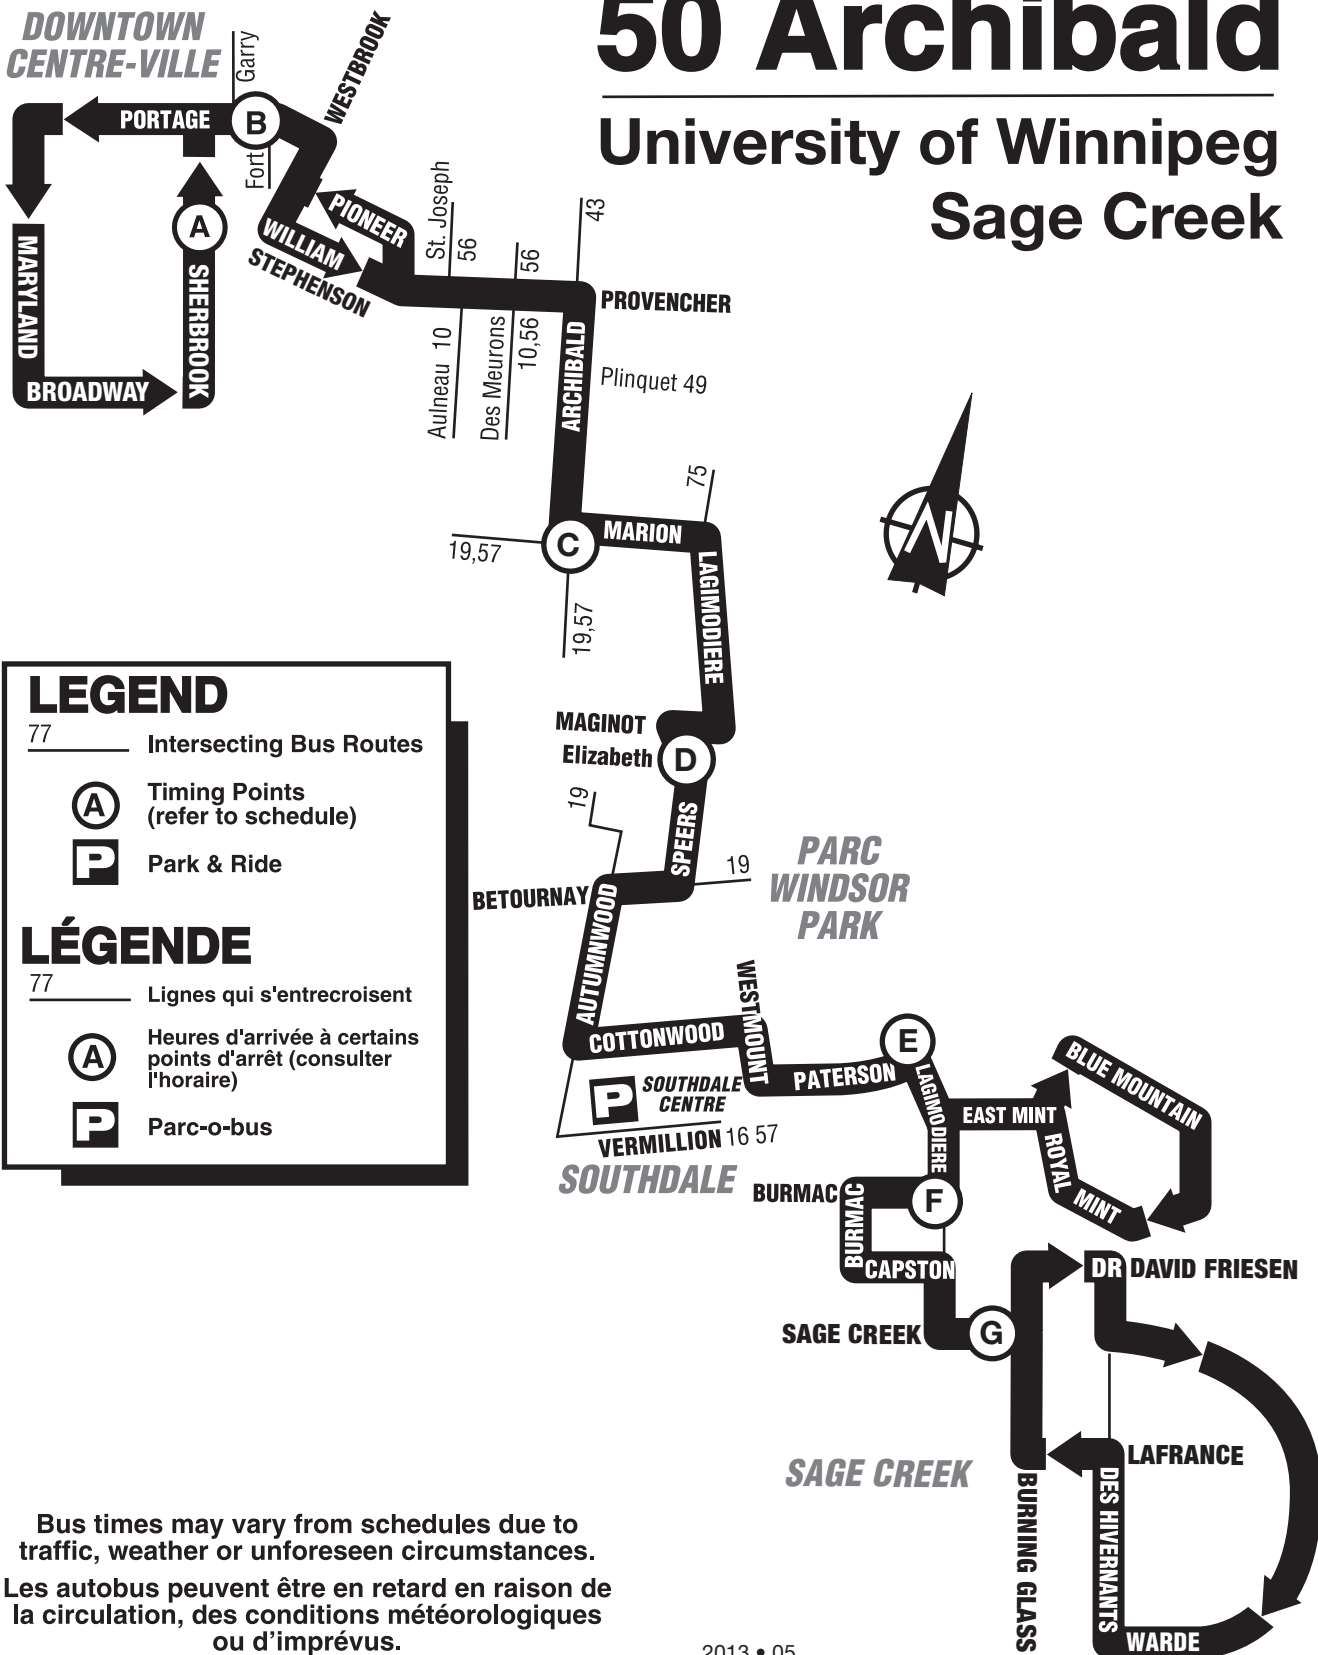 50 Archibald
University of Winnipeg
Sage Creek
DOWNTOWN
CENTRE-VILLE
Garry
WESTBROOK
PORTAGE
B
Fort
A
PIONEER
WILLIAM
STEPHENSON
St. Joseph
56
56
43
MARYLAND
SHERBROOK
BROADWAY
PROVENCHER
Aulneau 10
Des Meurons
10,56
ARCHIBALD
Plinquet 49
75
19,57
C
MARION
19,57
LAGIMODIERE
N
MAGINOT
Elizabeth
D
19
SPEERS
19
BETOURNAY
PARC
WINDSOR
PARK
AUTUMNWOOD
COTTONWOOD
WESTMOUNT
PATERSON
E
P
SOUTHDALE
CENTRE
VERMILLION 16 57
SOUTHDALE
LAGIMODIERE
EAST MINT
BLUE MOUNTAIN
ROYAL
MINT
BURMAC
F
BURMAC
CAPSTON
SAGE CREEK
G
DR DAVID FRIESEN
LAFRANCE
SAGE CREEK
BURNING GLASS
DES HIVERNANTS
WARDE
LEGEND
77
Intersecting Bus Routes
A
Timing Points
(refer to schedule)
P
Park & Ride
LÉGENDE
77
Lignes qui s'entrecroisent
A
Heures d'arrivée à certains
points d'arrêt (consulter
l'horaire)
P
Parc-o-bus
Bus times may vary from schedules due to
traffic, weather or unforeseen circumstances.
Les autobus peuvent être en retard en raison de
la circulation, des conditions météorologiques
ou d'imprévus.
2013 • 05